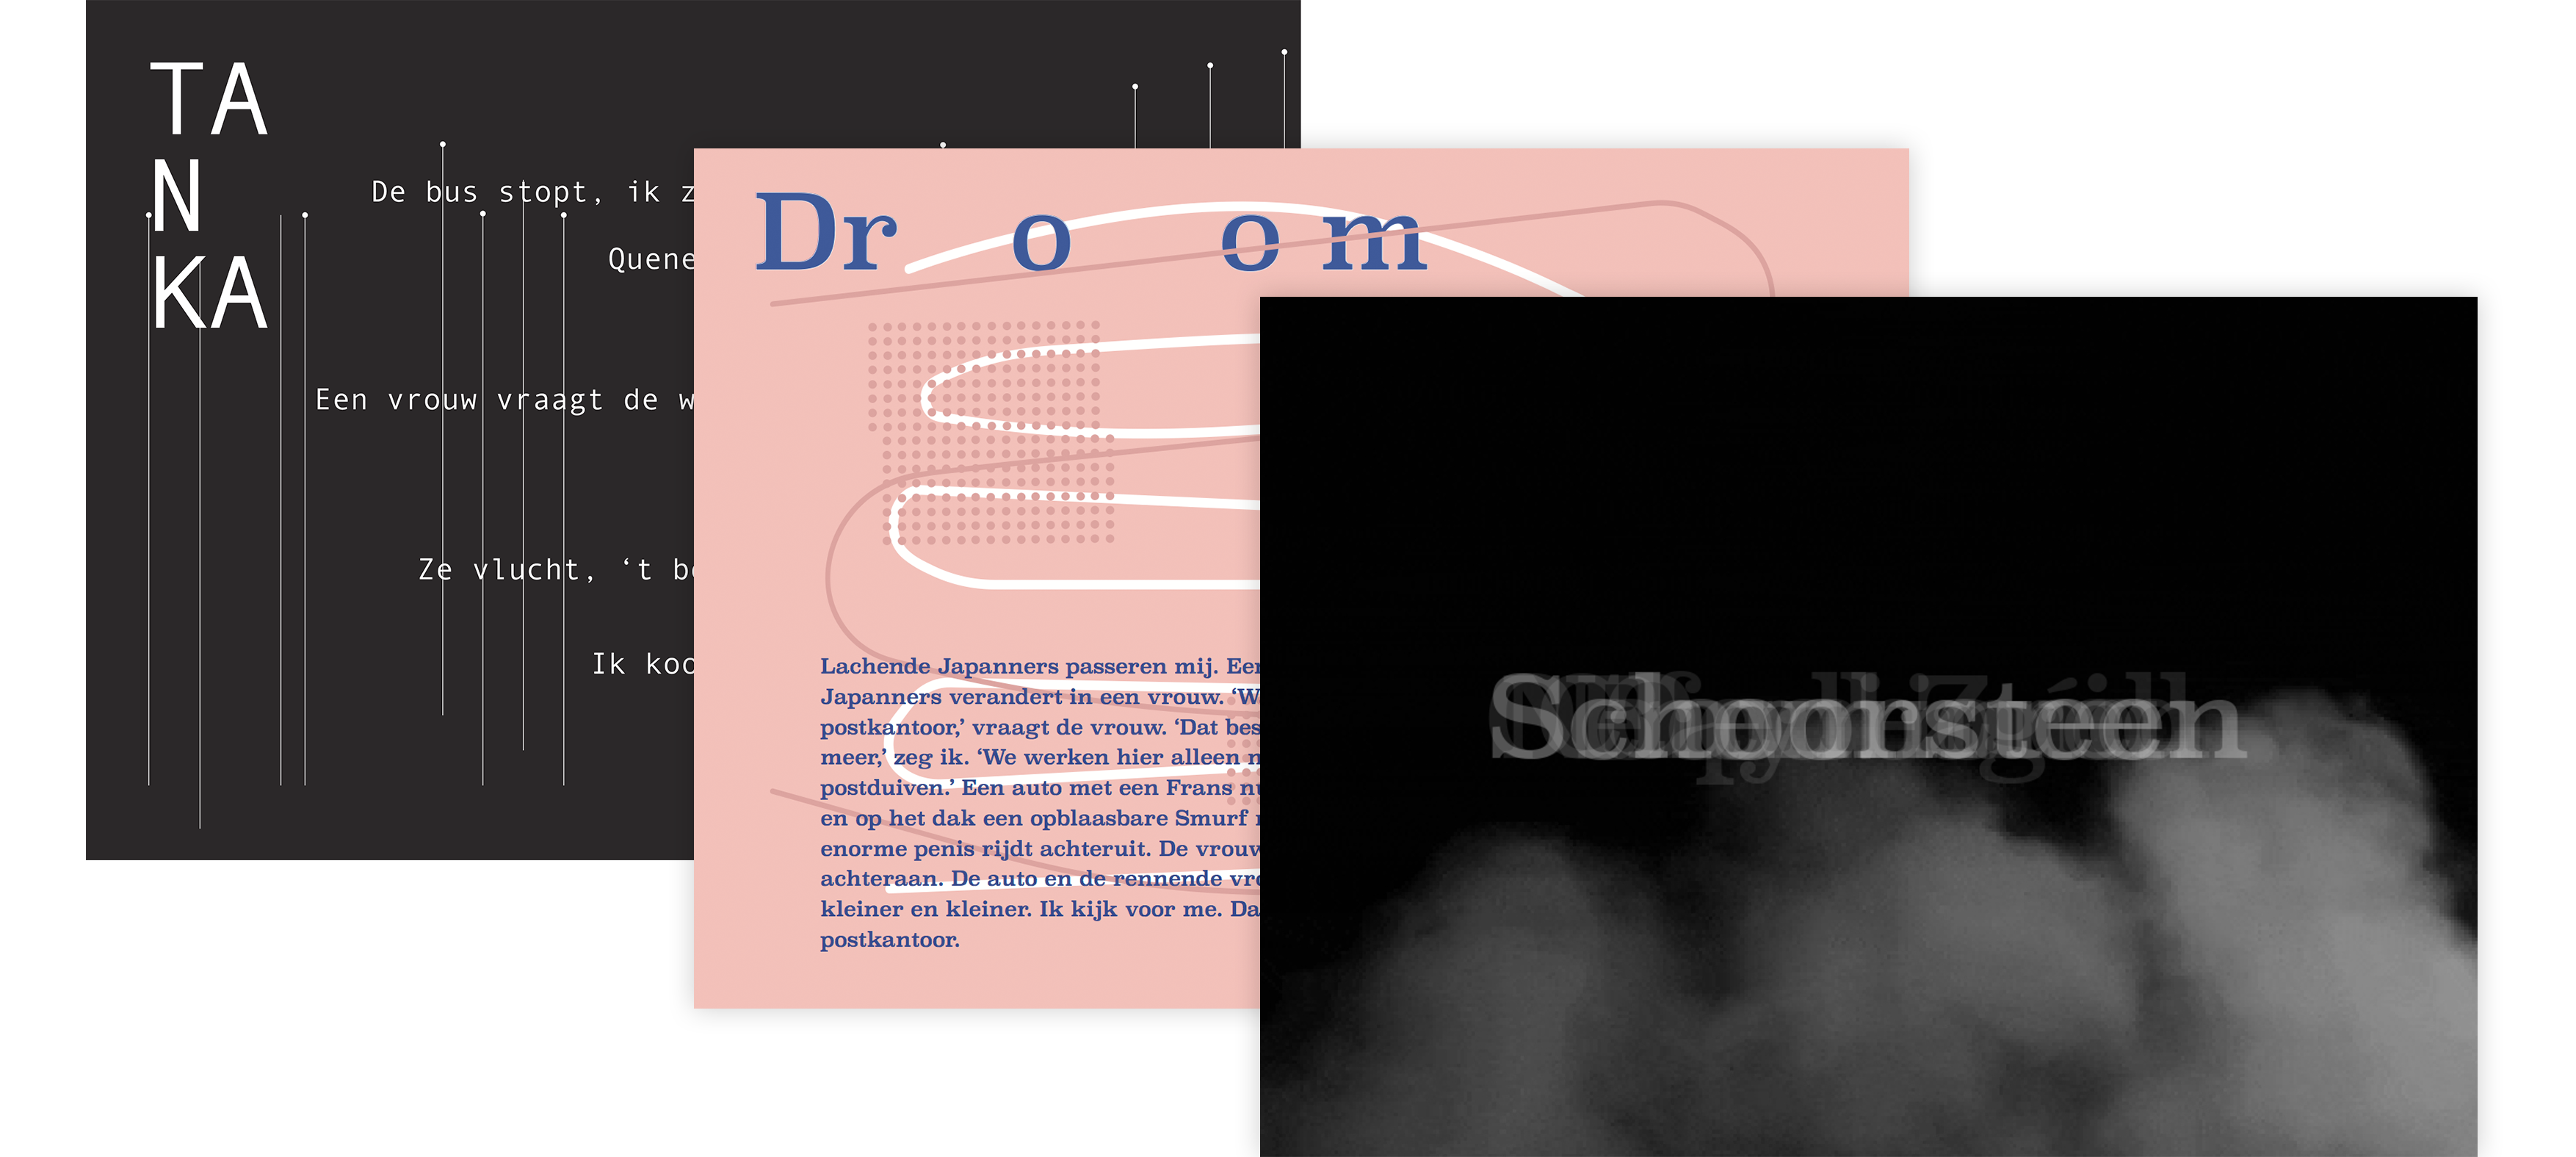 TA
N
KA
De bus stopt, ik z
Quene
Een vrouw vraagt de w
Ze vlucht, ‘t be
Ik koo
Dr o o m
Lachende Japanners passeren mij. Een
Japanners verandert in een vrouw. ‘W
postkantoor,’ vraagt de vrouw. ‘Dat bes
meer,’ zeg ik. ‘We werken hier alleen m
postduiven.’ Een auto met een Frans nu
en op het dak een opblaasbare Smurf m
enorme penis rijdt achteruit. De vrouw
achteraan. De auto en de rennende vro
kleiner en kleiner. Ik kijk voor me. Da
postkantoor.
Schoorsteen